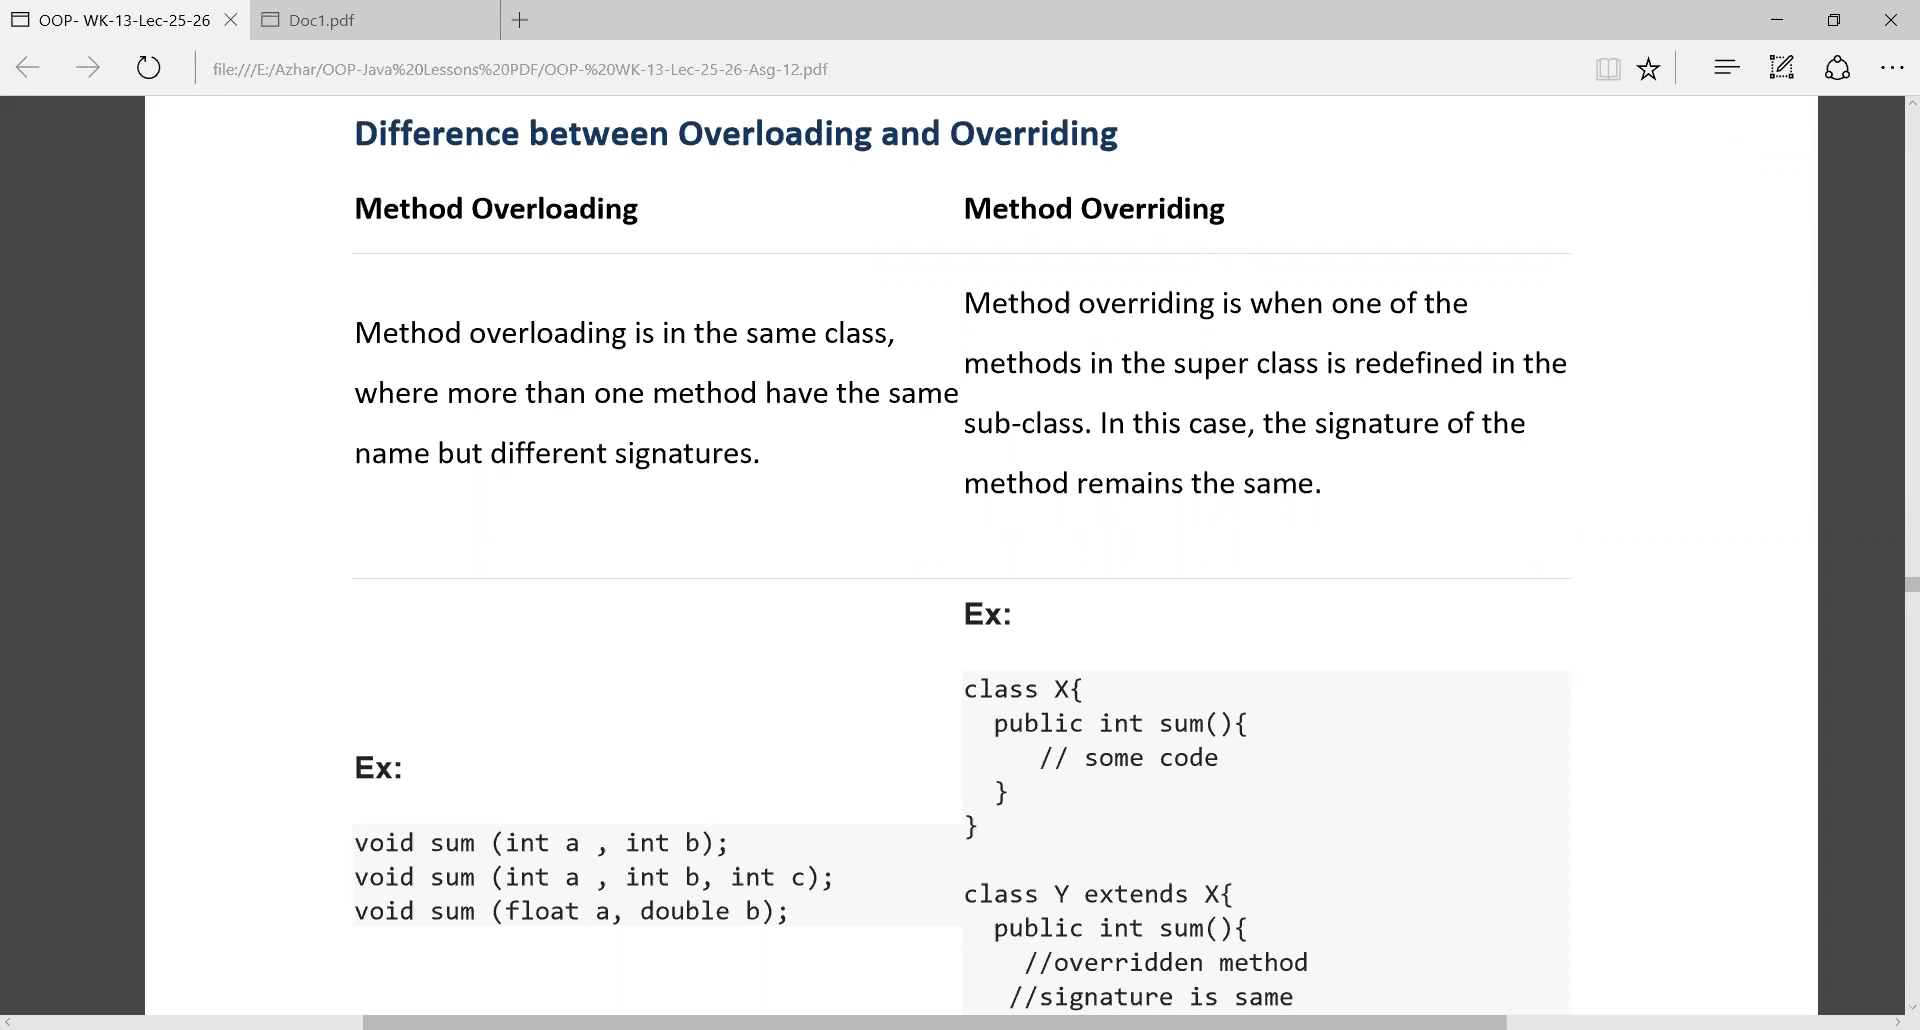 OOP- WK-13-Lec-25-26
Doc1.pdf
file:///E:/Azhar/OOP-Java%20Lessons%20PDF/OOP-%20WK-13-Lec-25-26-Asg-12.pdf
Difference between Overloading and Overriding
Method Overloading
Method overloading is in the same class,
where more than one method have the same
name but different signatures.
Ex:
void sum (int a , int b);
void sum (int a , int b, int c);
void sum (float a, double b);
Method Overriding
Method overriding is when one of the
methods in the super class is redefined in the
sub-class. In this case, the signature of the
method remains the same.
Ex:
class X{
public int sum(){
// some code
}
}
class Y extends X{
public int sum(){
//overridden method
//signature is same